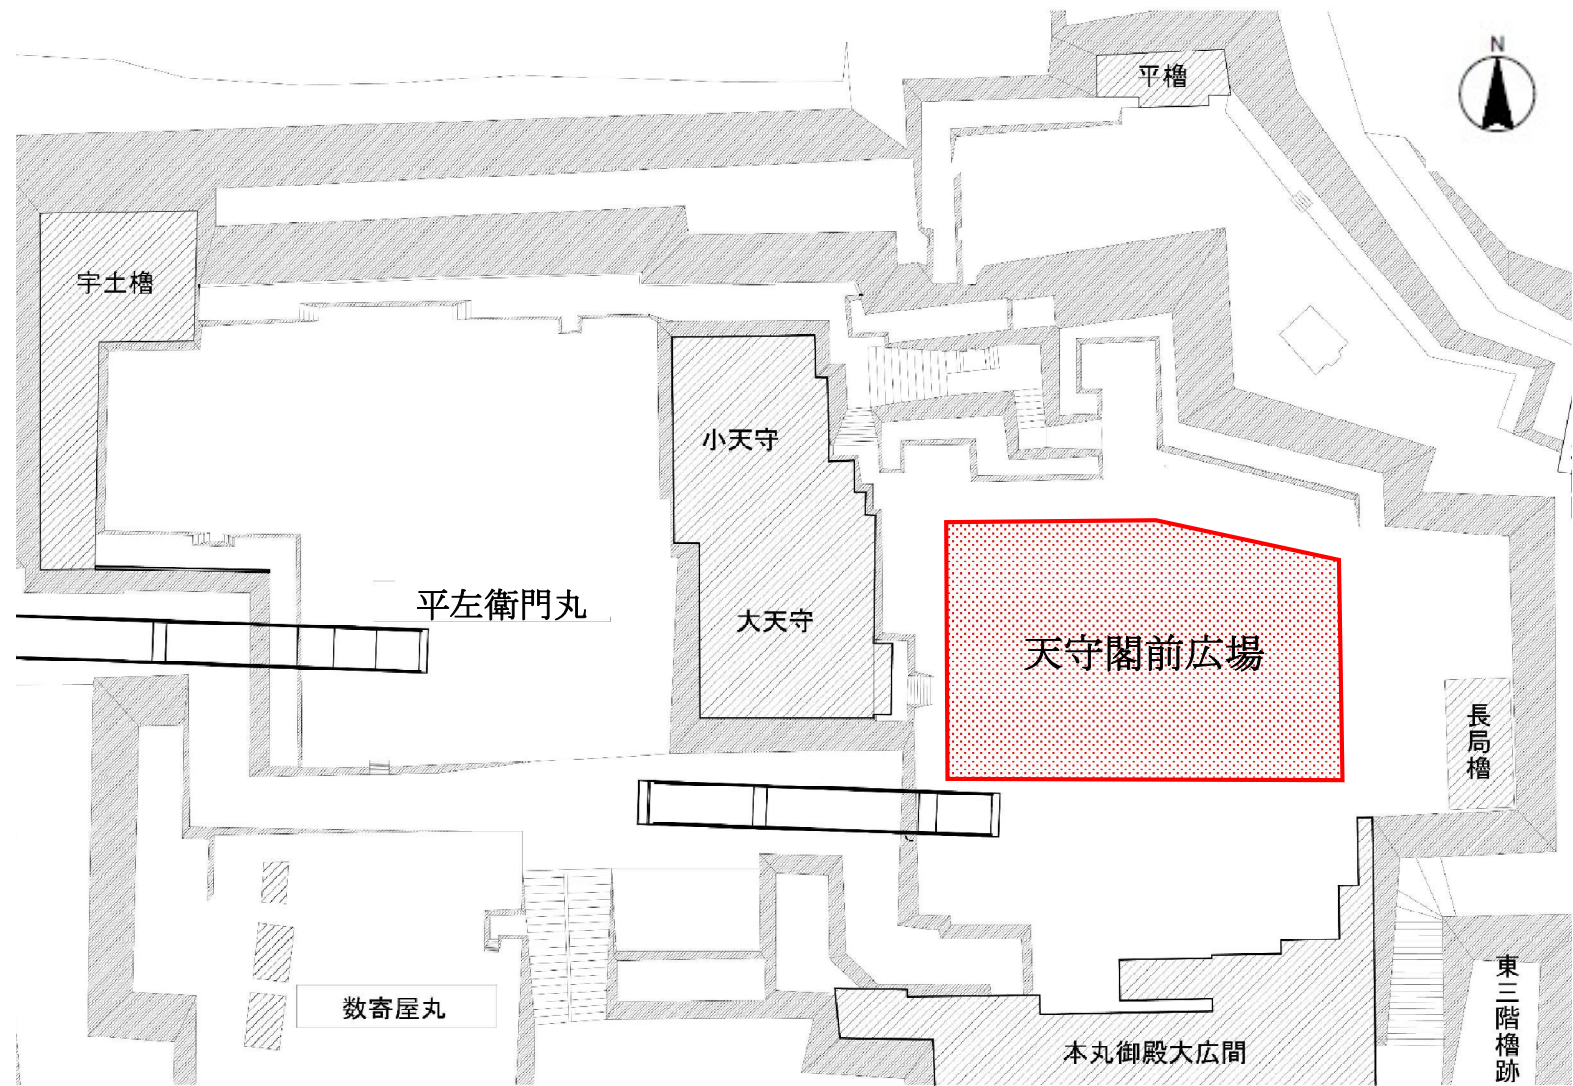 N
平櫓
宇土櫓
小天守
平左衛門丸
大天守
天守閣前広場
長局櫓
数寄屋丸
本丸御殿大広間
東三階櫓跡